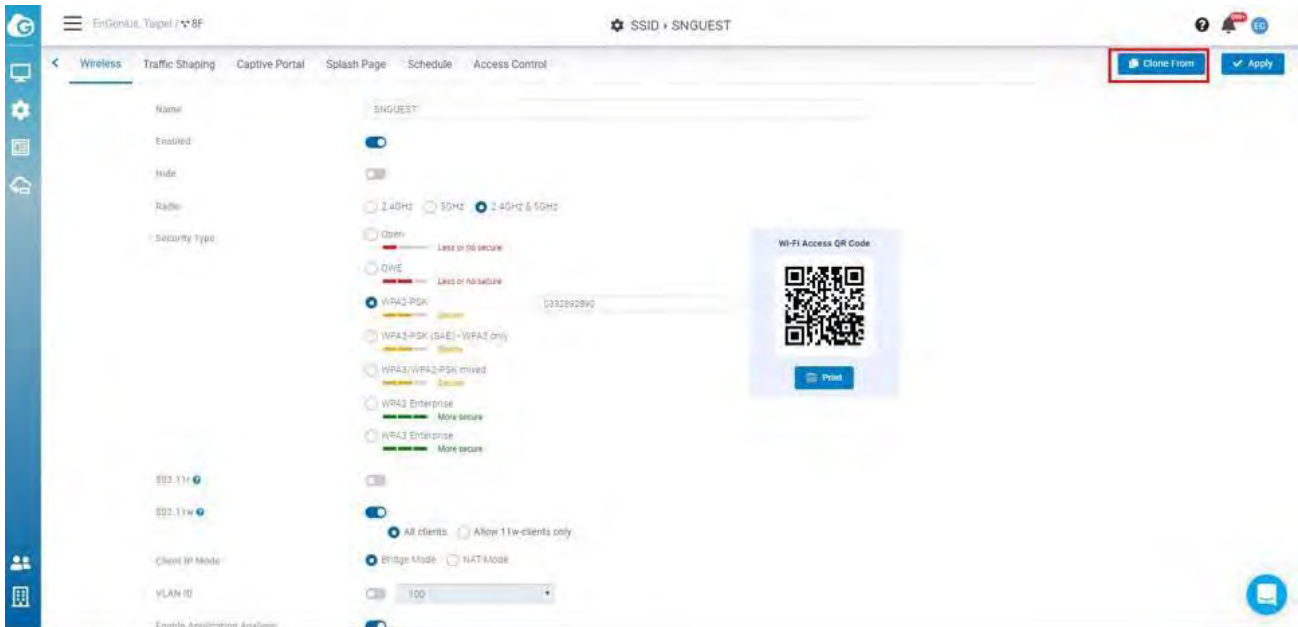 EnGenius, Taipei / 8F
SSID › SNGUEST
EC
Wireless Traffic Shaping Captive Portal Splash Page Schedule Access Control
Clone From
Apply
Name SNGUEST
Enabled
Hide
Radio 2.4GHz 5GHz 2.4GHz & 5GHz
Security Type Open
Less or no secure
OWE
Less or no secure
WPA2-PSK
Secure
WPA3-PSK (SAE) - WPA3 only
Secure
WPA3/WPA2-PSK mixed
Secure
WPA2 Enterprise
More secure
WPA3 Enterprise
More secure
Wi-Fi Access QR Code
Print
802.11r
802.11w
All clients Allow 11w-clients only
Client IP Mode Bridge Mode NAT Mode
VLAN ID 100
Enable Application Analysis